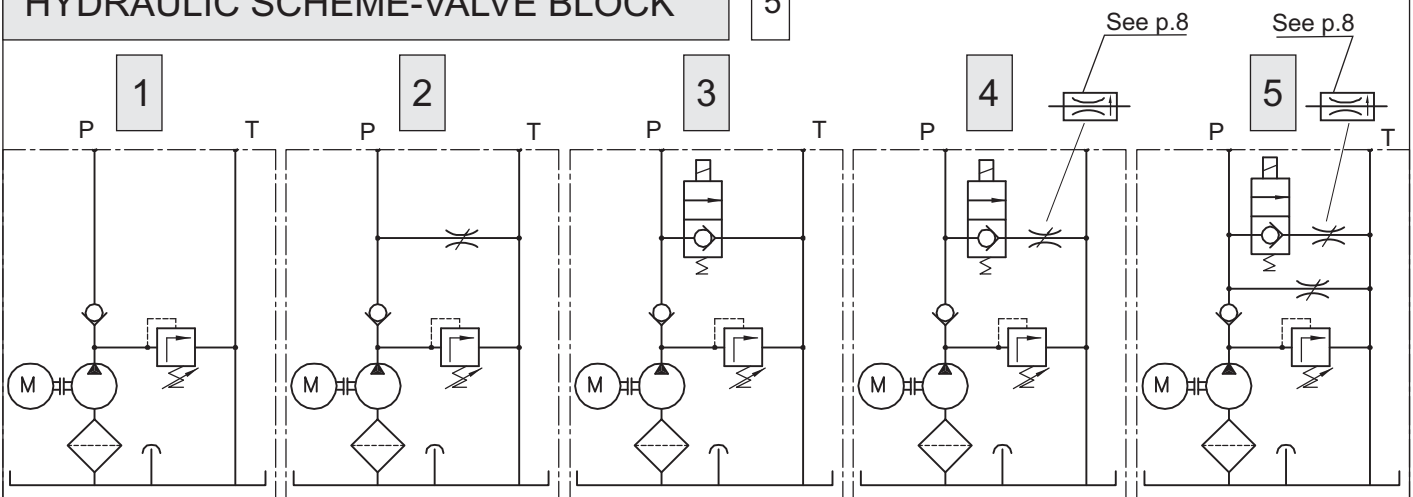 HYDRAULIC SCHEME-VALVE BLOCK 5
See p.8 See p.8
1 2 3 4 5
P T P T P T P T P T
M M M M M